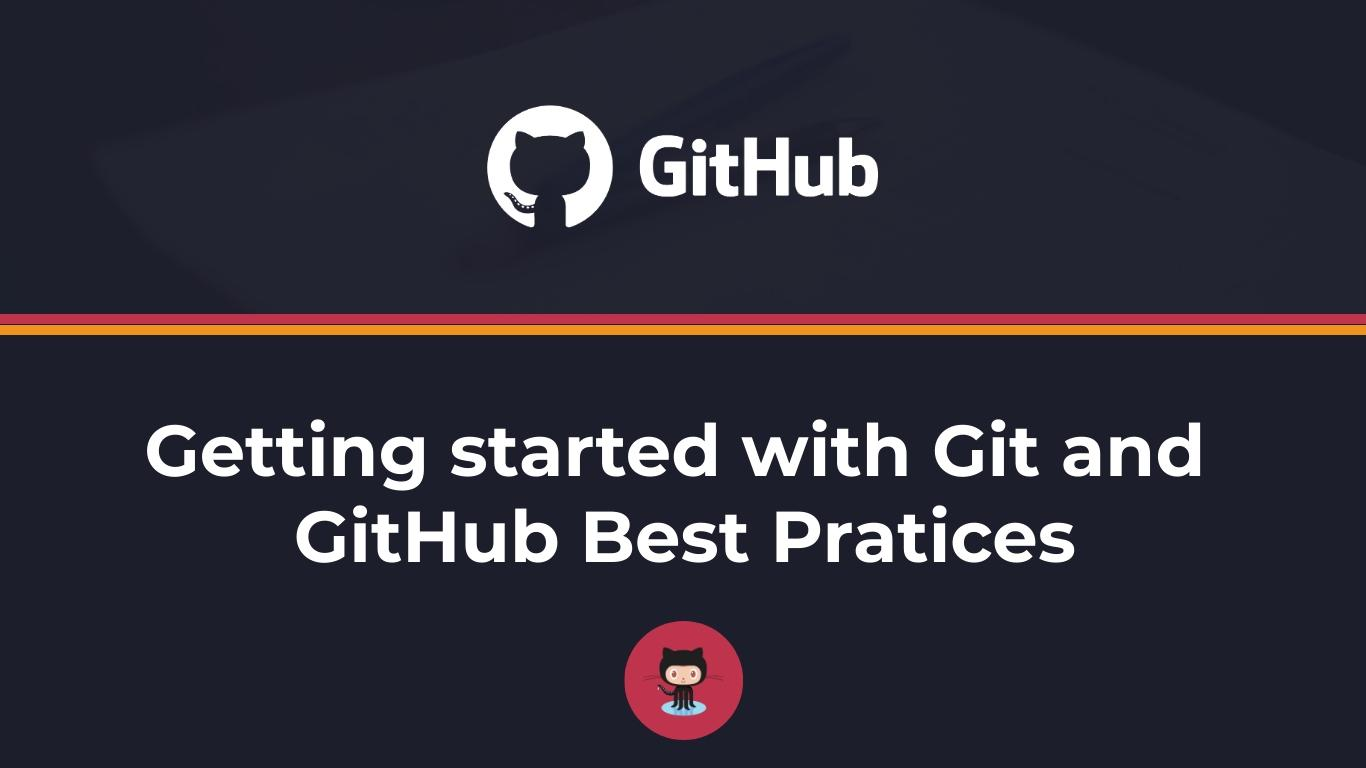 GitHub
Getting started with Git and
GitHub Best Pratices